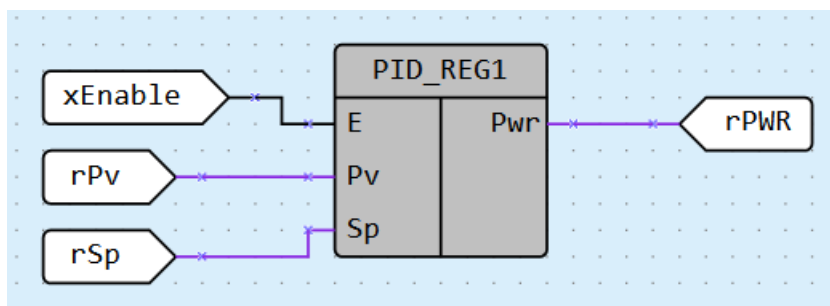 PID_REG1
xEnable
E
Pwr
rPWR
rPv
Pv
rSp
Sp